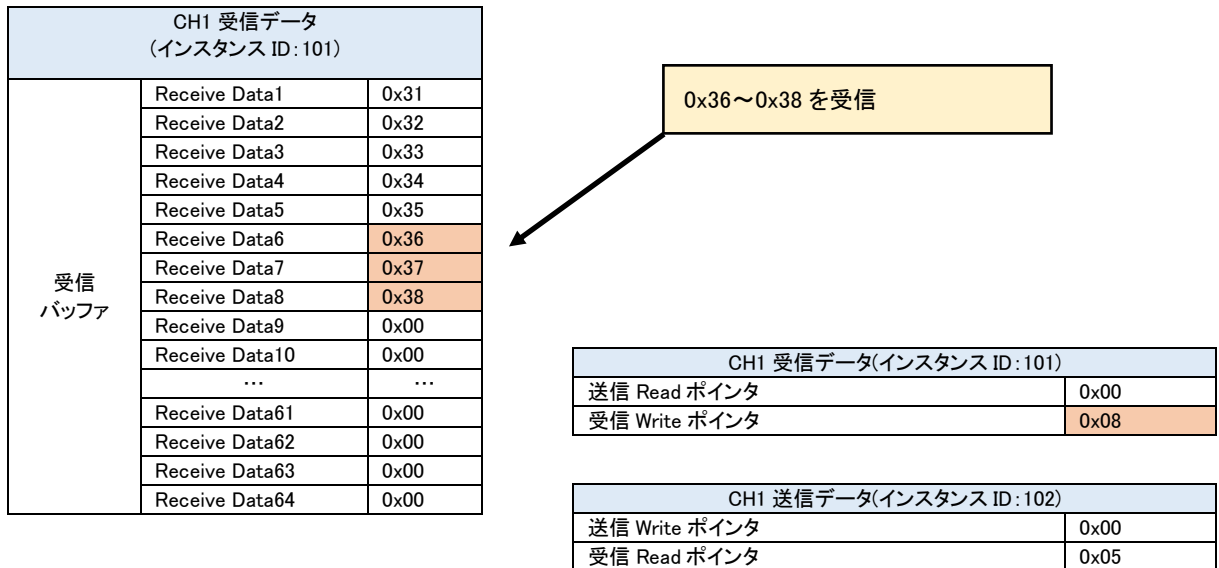 CH1 受信データ
(インスタンス ID:101)
受信
バッファ
Receive Data1 0x31
Receive Data2 0x32
Receive Data3 0x33
Receive Data4 0x34
Receive Data5 0x35
Receive Data6 0x36
Receive Data7 0x37
Receive Data8 0x38
Receive Data9 0x00
Receive Data10 0x00
… …
Receive Data61 0x00
Receive Data62 0x00
Receive Data63 0x00
Receive Data64 0x00
0x36~0x38 を受信
CH1 受信データ(インスタンス ID:101)
送信 Read ポインタ 0x00
受信 Write ポインタ 0x08
CH1 送信データ(インスタンス ID:102)
送信 Write ポインタ 0x00
受信 Read ポインタ 0x05